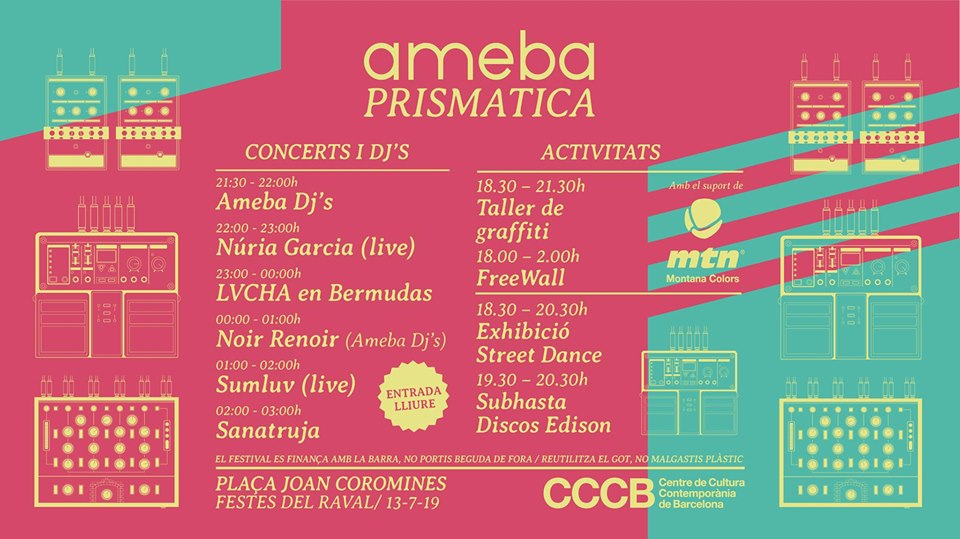 ameba
PRISMATICA
CONCERTS I DJ'S
21:30 - 22:00h
Ameba Dj's
22:00 - 23:00h
Núria Garcia (live)
23:00 - 00:00h
LVCHA en Bermudas
00:00 - 01:00h
Noir Renoir (Ameba Dj's)
01:00 - 02:00h
Sumluv (live)
02:00 - 03:00h
Sanatruja
ENTRADA
LLIURE
ACTIVITATS
18.30 – 21.30h
Taller de
graffiti
18.00 – 2.00h
FreeWall
18.30 – 20.30h
Exhibició
Street Dance
19.30 – 20.30h
Subhasta
Discos Edison
Amb el suport de
mtn®
Montana Colors
EL FESTIVAL ES FINANÇA AMB LA BARRA, NO PORTIS BEGUDA DE FORA / REUTILITZA EL GOT, NO MALGASTIS PLÀSTIC
PLAÇA JOAN COROMINES
FESTES DEL RAVAL/ 13-7-19
CCCB
Centre de Cultura
Contemporània
de Barcelona